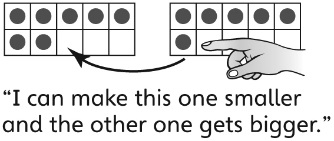 “I can make this one smaller
and the other one gets bigger.”